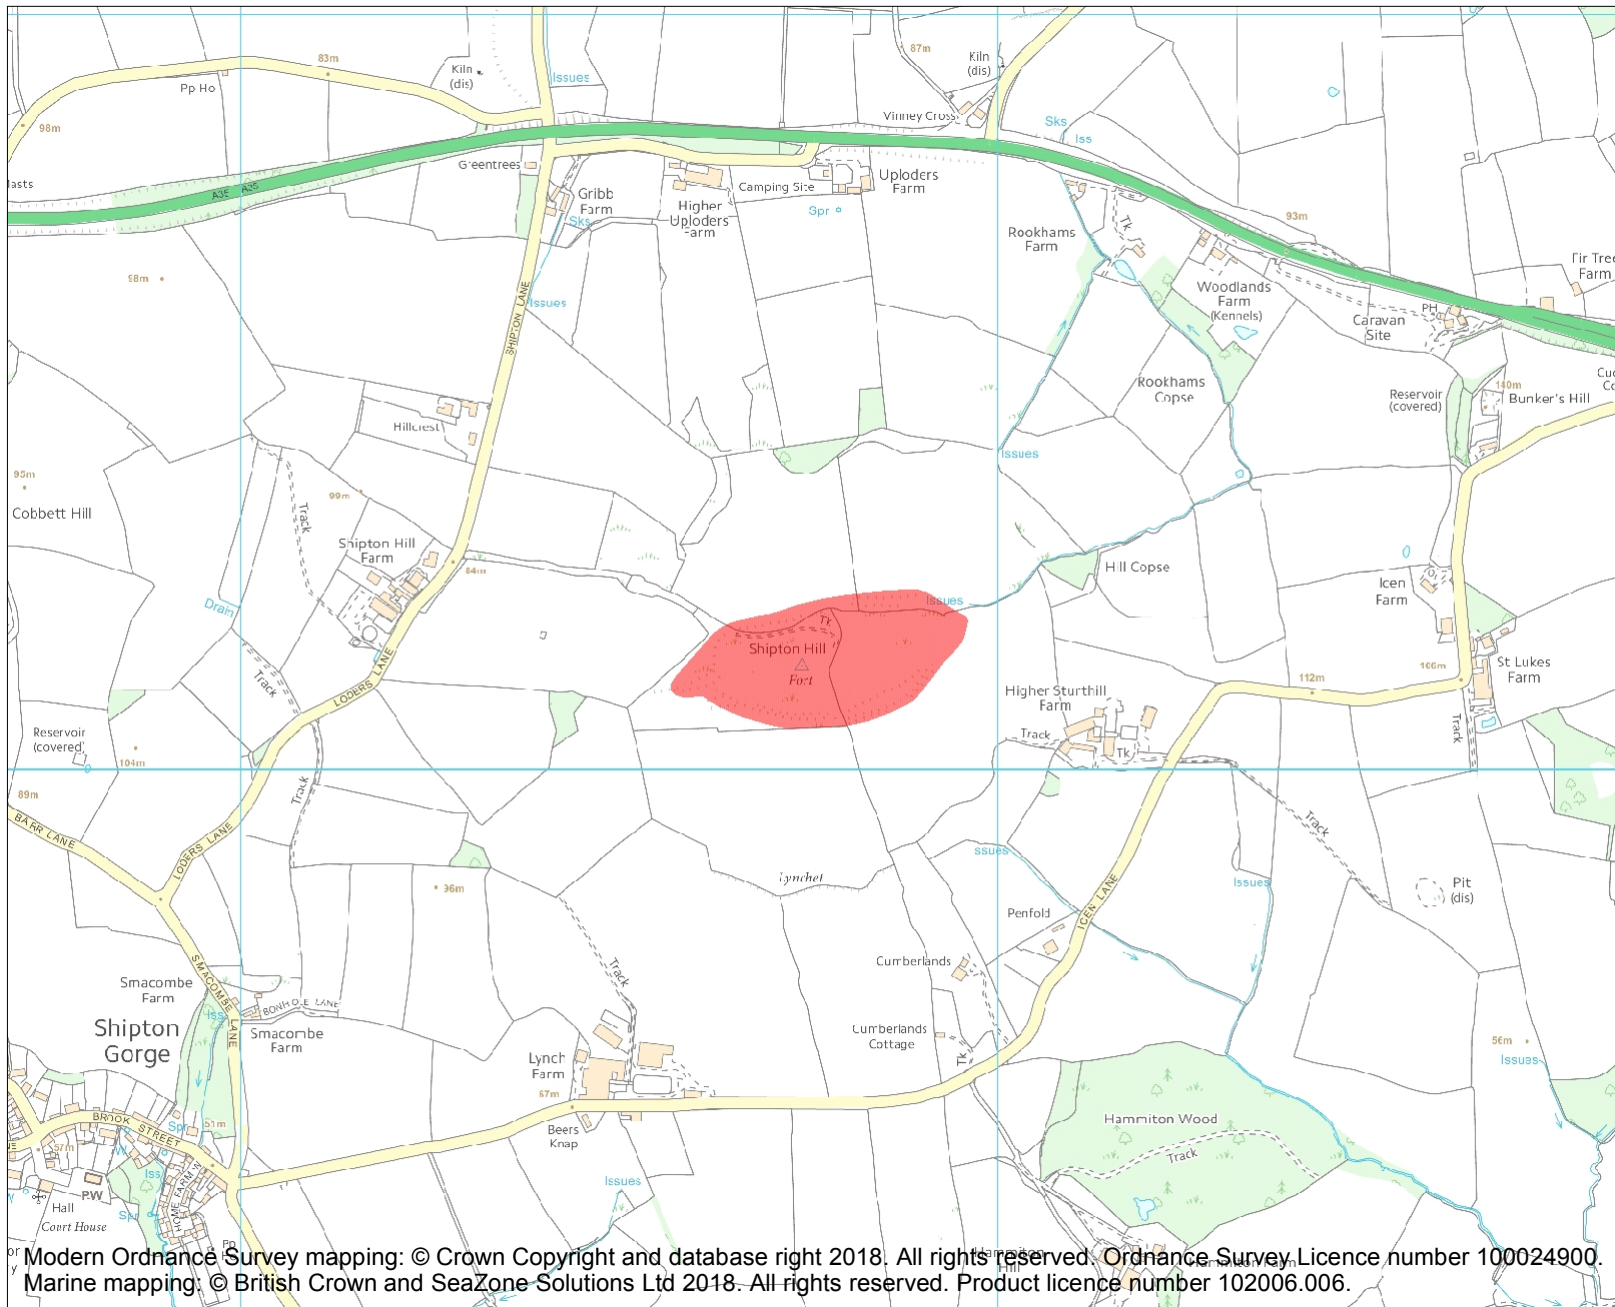 83m
Pp Ho
Kiln
(dis)
Issues
87m
Kiln
(dis)
98m
Vinney Cross
Sks
Iss
Greentrees
A35 A35
Gribb
Farm
Sks
Higher
Uploders
Farm
Camping Site
Uploders
Farm
Spr
Tk
93m
Rookhams
Farm
98m
Issues
SHIPTON LANE
Woodlands
Farm
(Kennels)
Farm
PH
Caravan
Site
Rookhams
Copse
Reservoir
(covered)
140m
Bunker's Hill
Hillcrest
Issues
95m
99m
Cobbett Hill
Track
Shipton Hill
Farm
84m
Hill Copse
Icen
Farm
Drain
Issues
Tk
Shipton Hill
Fort
Track
LODERS LANE
Higher Sturthill
Farm
Track
Tk
112m
166m
St Lukes
Farm
Track
Reservoir
(covered)
104m
89m
BARR LANE
Track
LODERS LANE
Track
96m
Lynchet
ssues
Issues
Pit
(dis)
ICEN LANE
Penfold
Cumberlands
Track
SMACOMBE LANE
Smacombe
Farm
Iss
BONHOLE LANE
Smacombe
Farm
Shipton
Gorge
Cumberlands
Cottage
Tk
56m
Issues
Lynch
Farm
67m
Beers
Knap
BROOK STREET
Spr
51m
57m
Iss
Hammiton Wood
Track
Issues
PW
Hall
Court House
Spr
HOME FARM W
Hammiton
Hill
Hammiton Farm
Modern Ordnance Survey mapping: © Crown Copyright and database right 2018. All rights reserved. Ordnance Survey Licence number 100024900.
Marine mapping: © British Crown and SeaZone Solutions Ltd 2018. All rights reserved. Product licence number 102006.006.